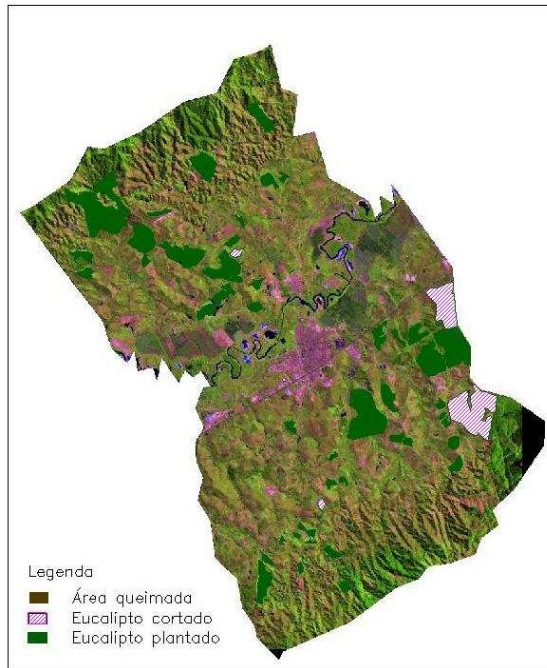 Legenda
Área queimada
Eucalipto cortado
Eucalipto plantado